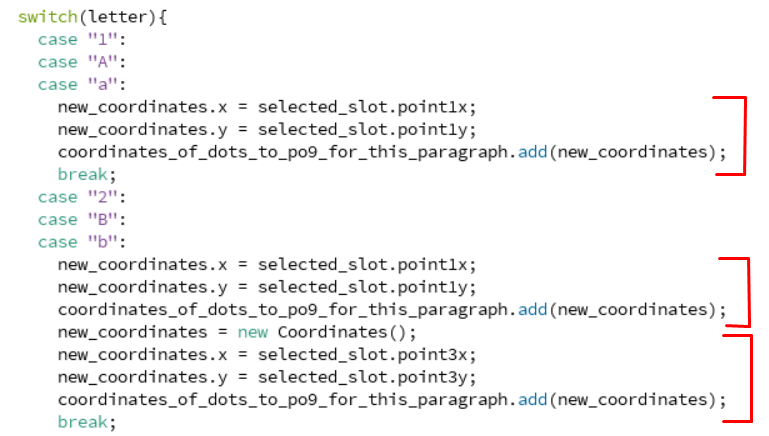 switch(letter){
case "1":
case "A":
case "a":
new_coordinates.x = selected_slot.point1x;
new_coordinates.y = selected_slot.point1y;
coordinates_of_dots_to_po9_for_this_paragraph.add(new_coordinates);
break;
case "2":
case "B":
case "b":
new_coordinates.x = selected_slot.point1x;
new_coordinates.y = selected_slot.point1y;
coordinates_of_dots_to_po9_for_this_paragraph.add(new_coordinates);
new_coordinates = new Coordinates();
new_coordinates.x = selected_slot.point3x;
new_coordinates.y = selected_slot.point3y;
coordinates_of_dots_to_po9_for_this_paragraph.add(new_coordinates);
break;